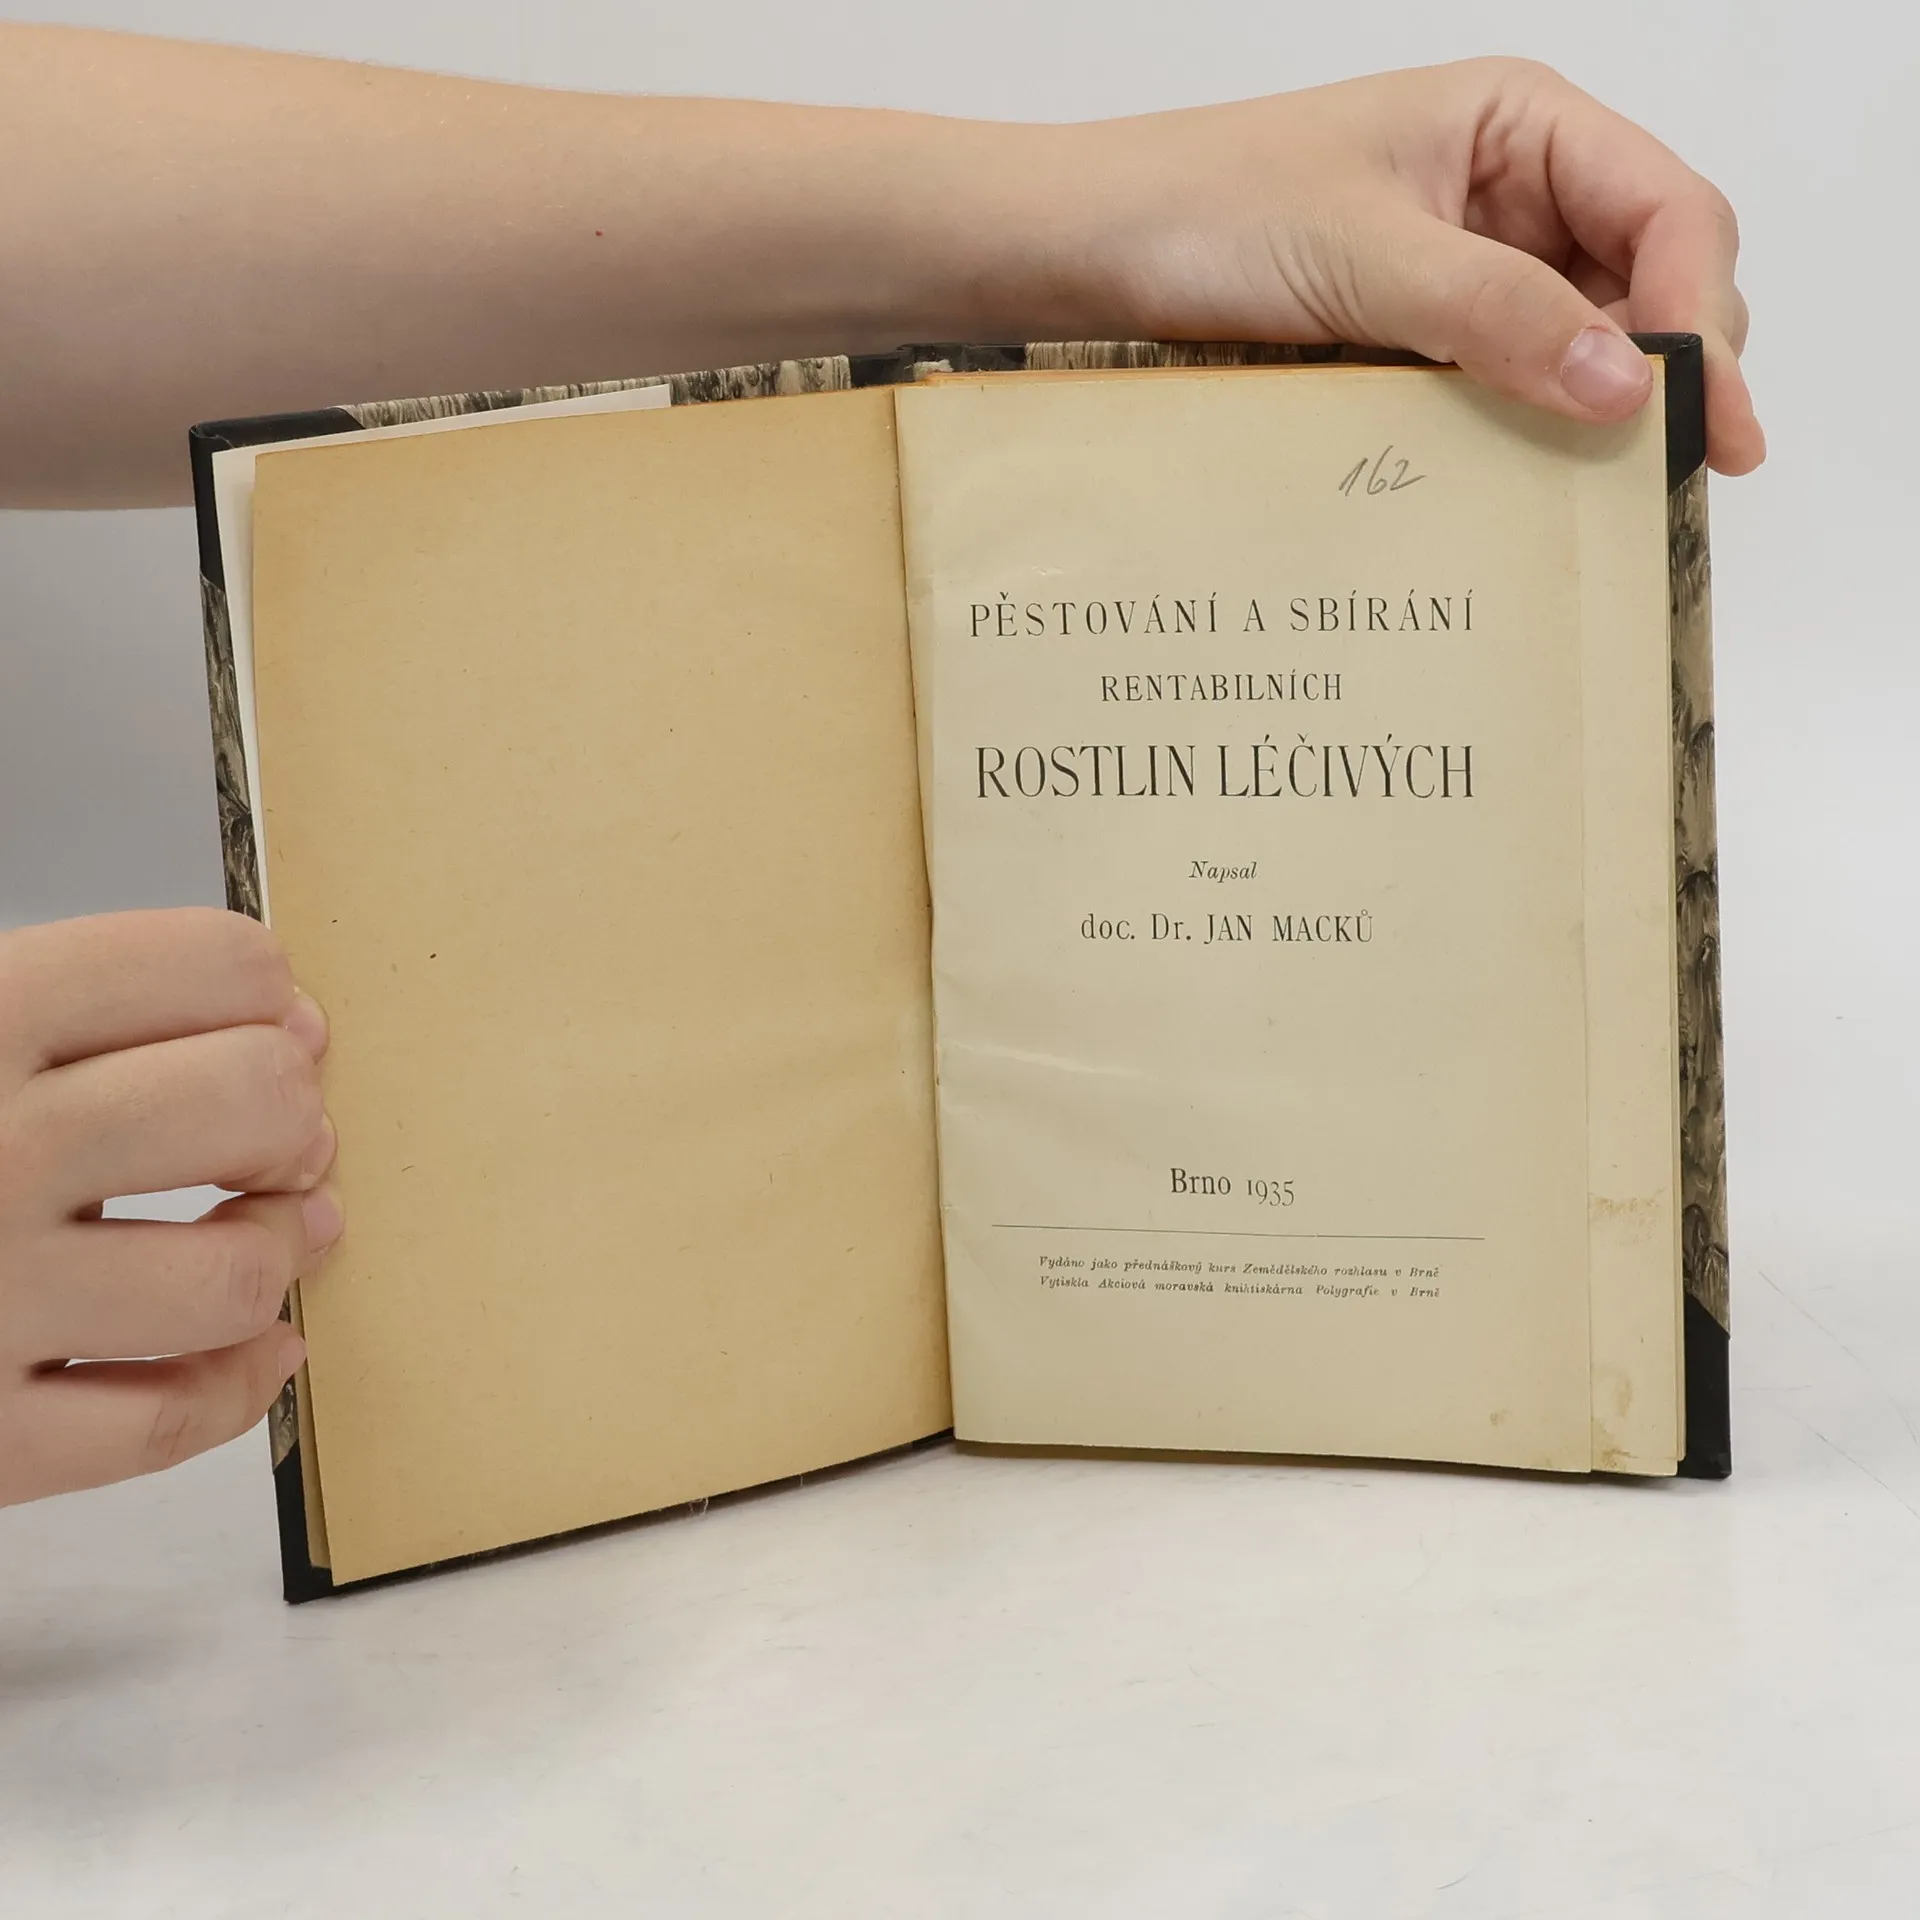 162
PĚSTOVÁNÍ A SBÍRÁNÍ
RENTABILNÍCH
ROSTLIN LÉČIVÝCH
Napsal
doc. Dr. JAN MACKŮ
Brno 1935
Vydáno jako přednáškový kurs Zemědělského rozhlasu v Brně
Vytiskla Akciová moravská knihtiskárna Polygrafie v Brně